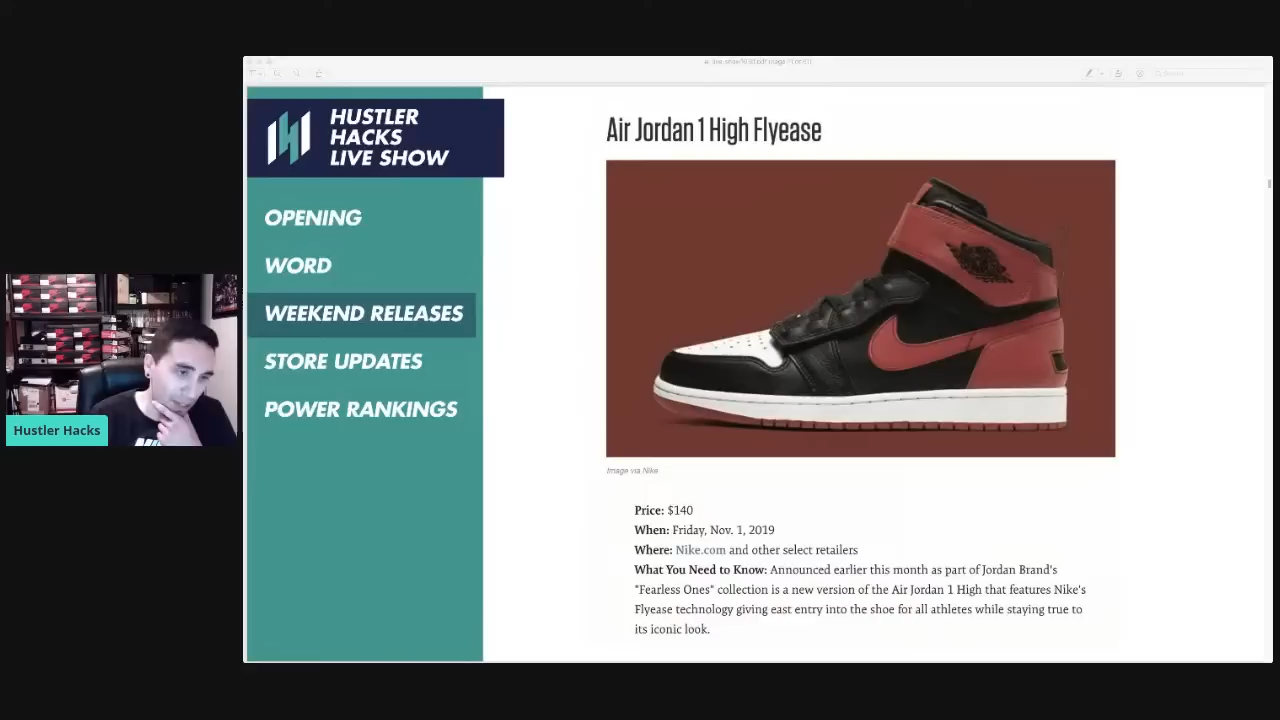 HUSTLER
HACKS
LIVE SHOW
OPENING
WORD
WEEKEND RELEASES
STORE UPDATES
POWER RANKINGS
Hustler Hacks
Air Jordan 1 High Flyease
Image via Nike
Price: $140
When: Friday, Nov. 1, 2019
Where: Nike.com and other select retailers
What You Need to Know: Announced earlier this month as part of Jordan Brand's
"Fearless Ones" collection is a new version of the Air Jordan 1 High that features Nike's
Flyease technology giving east entry into the shoe for all athletes while staying true to
its iconic look.